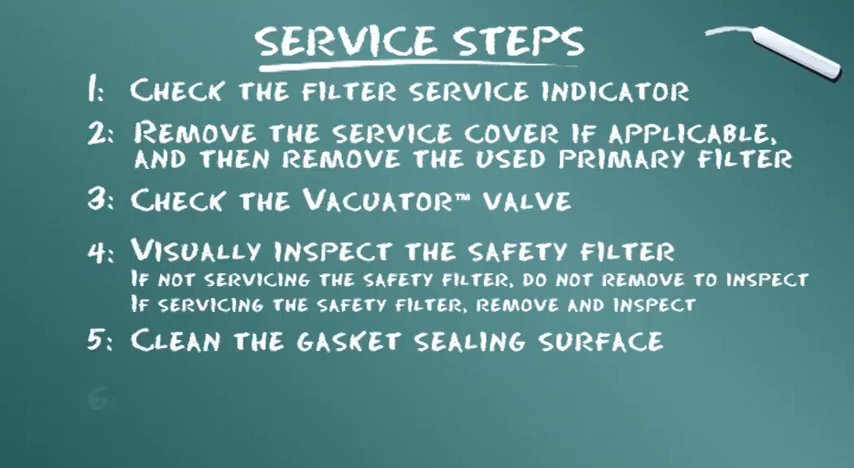 SERVICE STEPS
1: CHECK THE FILTER SERVICE INDICATOR
2: REMOVE THE SERVICE COVER IF APPLICABLE,
AND THEN REMOVE THE USED PRIMARY FILTER
3: CHECK THE VACUATOR™ VALVE
4: VISUALLY INSPECT THE SAFETY FILTER
IF NOT SERVICING THE SAFETY FILTER, DO NOT REMOVE TO INSPECT
IF SERVICING THE SAFETY FILTER, REMOVE AND INSPECT
5: CLEAN THE GASKET SEALING SURFACE
6: